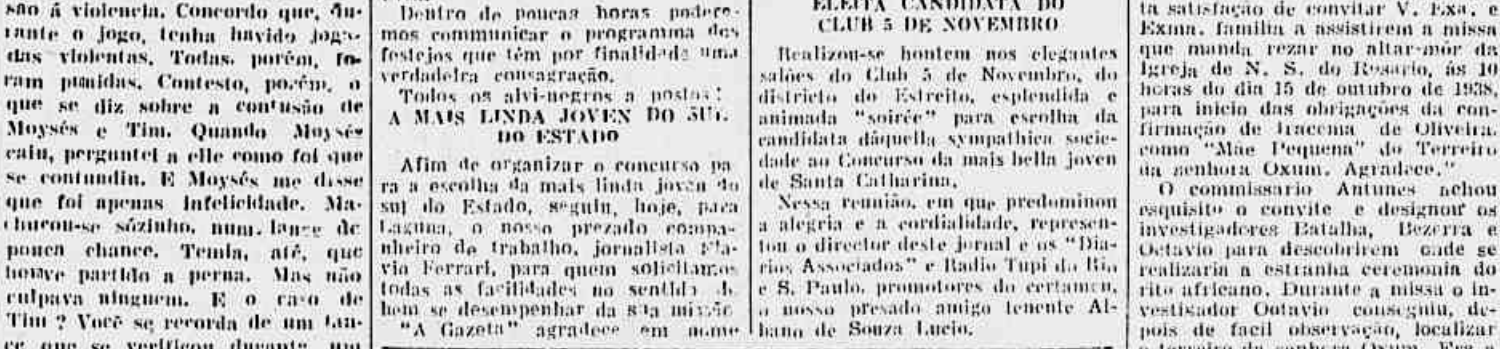 são á violencia. Concordo que, du-
rante o jogo, tenha havido joga-
das violentas. Todas, porém, fo-
ram punidas. Contesto, porém, o
que se diz sobre a contusão de
Moysés e Tim. Quando Moysés
caiu, perguntei a elle como foi que
se contundiu. E Moysés me disse
que foi apenas infelicidade. Ma-
chucou-se sózinho, num lance de
pouca chance. Temia, até, que
houve partido a perna. Mas não
culpava ninguem. E o caso de
Tim? Você se recorda de um lan-
ce que se verificou durante um
Dentro de poucas horas podere-
mos communicar o programma dos
festejos que têm por finalidade uma
verdadeira consagração.
Todos os alvi-negros a postos!
A MAIS LINDA JOVEN DO SUL
DO ESTADO
Afim de organizar o concurso pa
ra a escolha da mais linda joven do
sul do Estado, seguiu, hoje, para
Laguna, o nosso prezado compa-
nheiro de trabalho, jornalista Fla-
vio Ferrari, para quem solicitamos
todas as facilidades no sentido de
bem se desempenhar da sua missão
"A Gazeta" agradece em nome
ELEITA CANDIDATA DO
CLUB 5 DE NOVEMBRO
Realizou-se hontem nos elegantes
salões do Club 5 de Novembro, do
districto do Estreito, esplendida e
animada "soirée" para escolha da
candidata dáquella sympathica socie-
dade ao Concurso da mais bella joven
de Santa Catharina.
Nessa reunião, em que predominou
a alegria e a cordialidade, represen-
tou o director deste jornal e os "Dia-
rios Associados" e Radio Tupi do Rio
e S. Paulo, promotores do certamen,
o nosso presado amigo tenente Al-
bano de Souza Lucio.
ta satisfação de convitar V. Exa. e
Exma. familia a assistirem a missa
que manda rezar no altar-mór da
Igreja de N. S. do Rosario, ás 10
horas do dia 15 de outubro de 1938,
para inicio das obrigações da con-
firmação de Iracema de Oliveira,
como "Mãe Pequena" do Terreiro
da senhora Oxum. Agradece."
O commissario Antunes achou
esquisito o convite e designou os
investigadores Batalha, Bezerra e
Octavio para descobrirem onde se
realizaria a estranha ceremonia do
rito africano. Durante a missa o in-
vestigador Octavio conseguiu, de-
pois de facil observação, localizar
o terreiro da senhora Oxum. Era a